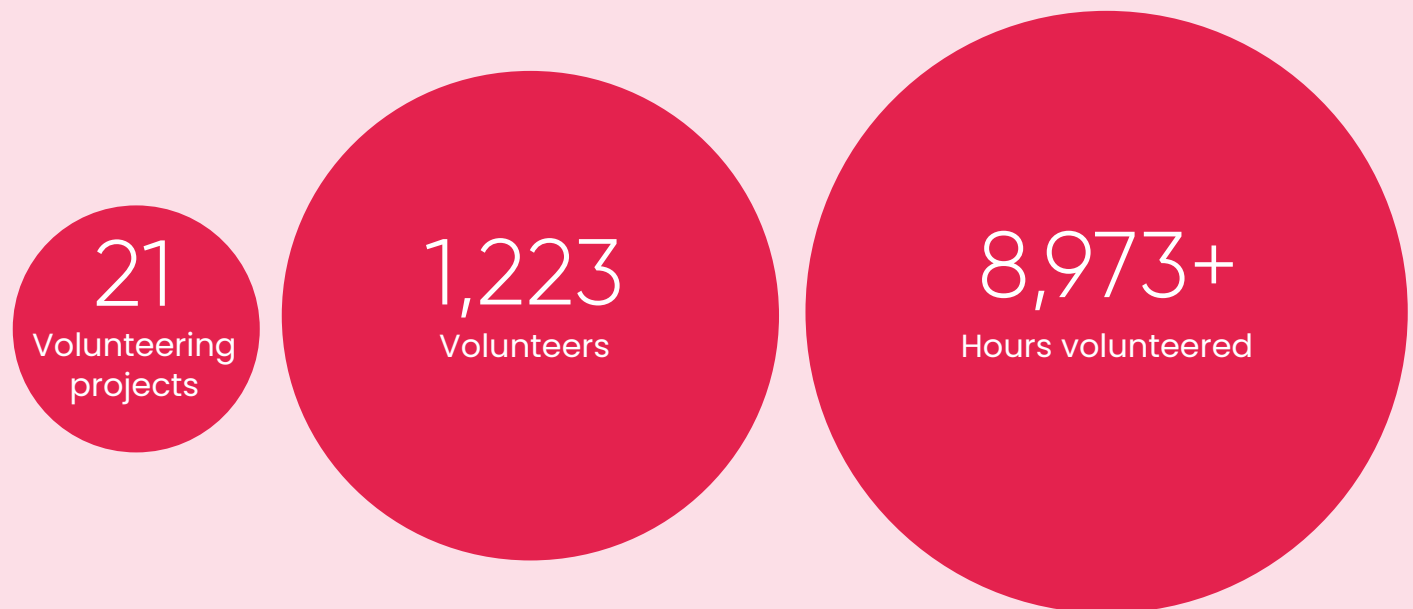 21
Volunteering
projects
1,223
Volunteers
8,973+
Hours volunteered